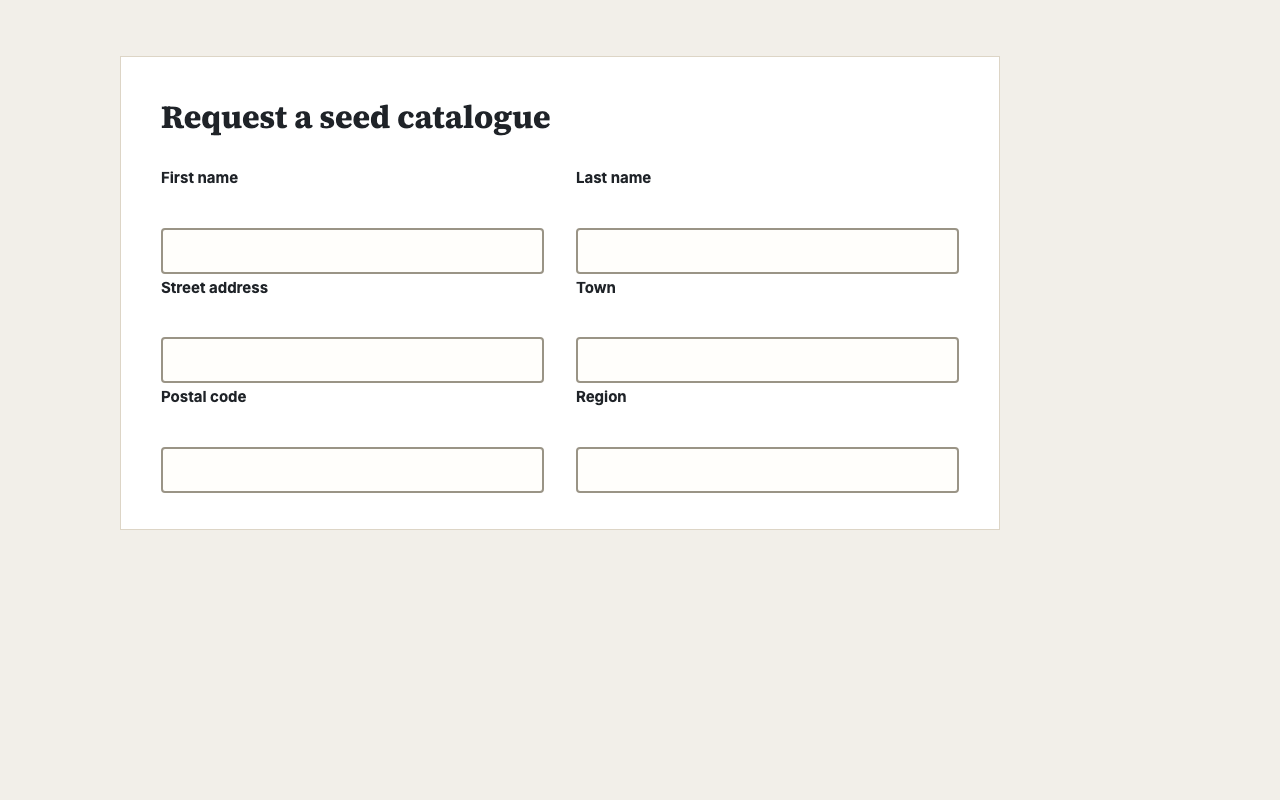 Request a seed catalogue
First name
Last name
Street address
Town
Postal code
Region